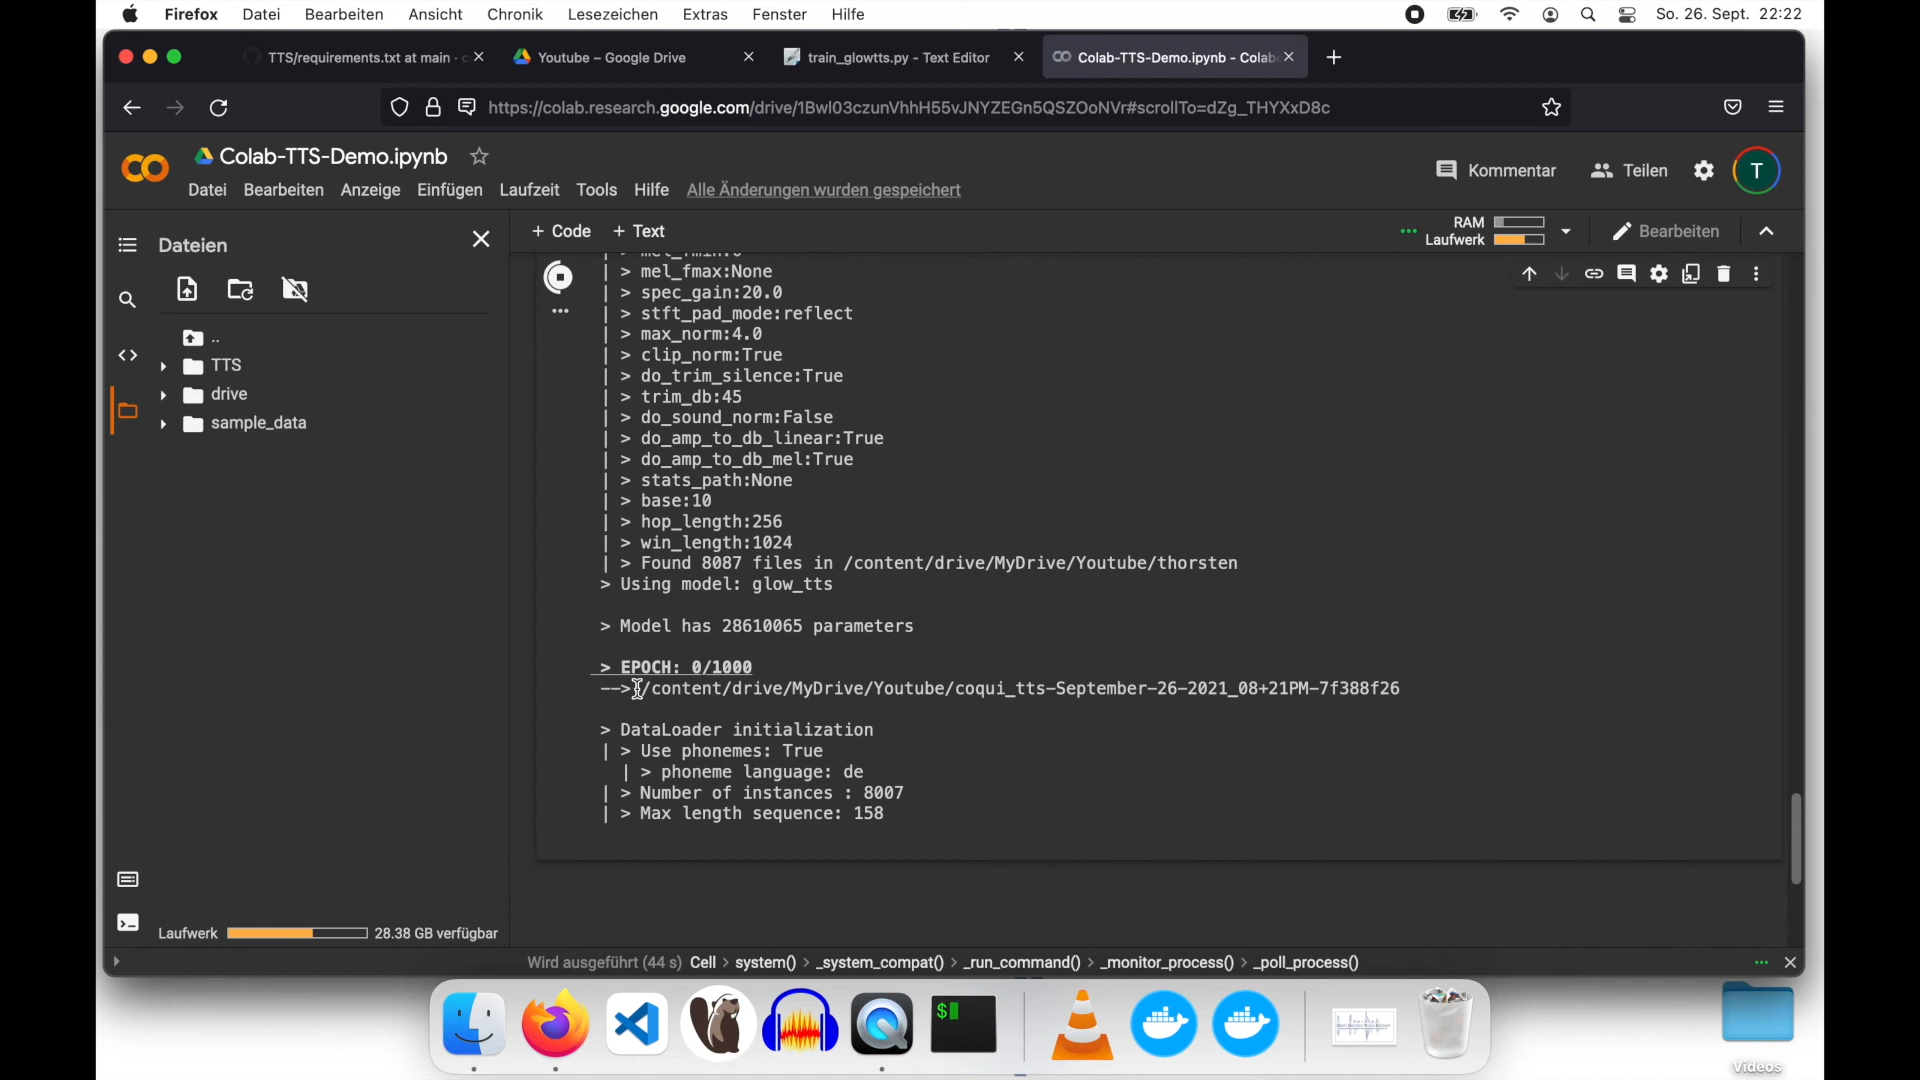 Firefox Datei Bearbeiten Ansicht Chronik Lesezeichen Extras Fenster Hilfe So. 26. Sept. 22:22
TTS/requirements.txt at main · c Youtube – Google Drive train_glowtts.py - Text Editor Colab-TTS-Demo.ipynb - Colab
https://colab.research.google.com/drive/1Bwl03czunVhhH55vJNYZEGn5QSZOoNVr#scrollTo=dZg_THYXxD8c
Colab-TTS-Demo.ipynb
Kommentar Teilen T
Datei Bearbeiten Anzeige Einfügen Laufzeit Tools Hilfe Alle Änderungen wurden gespeichert
Dateien
+ Code + Text
RAM
Laufwerk
Bearbeiten
..
TTS
drive
sample_data
| > mel_fmin:0
| > mel_fmax:None
| > spec_gain:20.0
| > stft_pad_mode:reflect
| > max_norm:4.0
| > clip_norm:True
| > do_trim_silence:True
| > trim_db:45
| > do_sound_norm:False
| > do_amp_to_db_linear:True
| > do_amp_to_db_mel:True
| > stats_path:None
| > base:10
| > hop_length:256
| > win_length:1024
| > Found 8087 files in /content/drive/MyDrive/Youtube/thorsten
> Using model: glow_tts
> Model has 28610065 parameters
> EPOCH: 0/1000
--> /content/drive/MyDrive/Youtube/coqui_tts-September-26-2021_08+21PM-7f388f26
> DataLoader initialization
| > Use phonemes: True
| > phoneme language: de
| > Number of instances : 8007
| > Max length sequence: 158
Laufwerk 28.38 GB verfügbar
Wird ausgeführt (44 s) Cell > system() > _system_compat() > _run_command() > _monitor_process() > _poll_process()
$
Videos